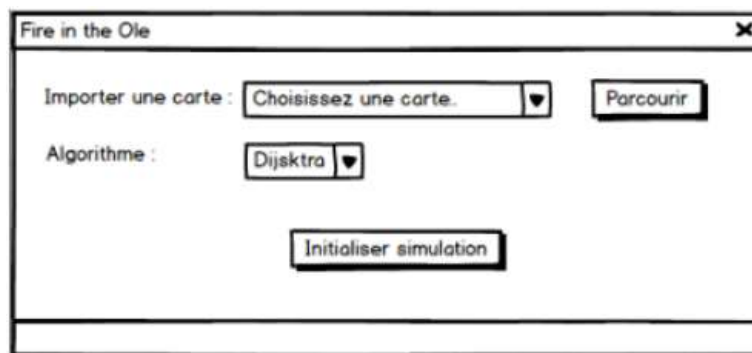 Fire in the Ole
Importer une carte : Choisissez une carte.. Parcourir
Algorithme : Dijsktra
Initialiser simulation